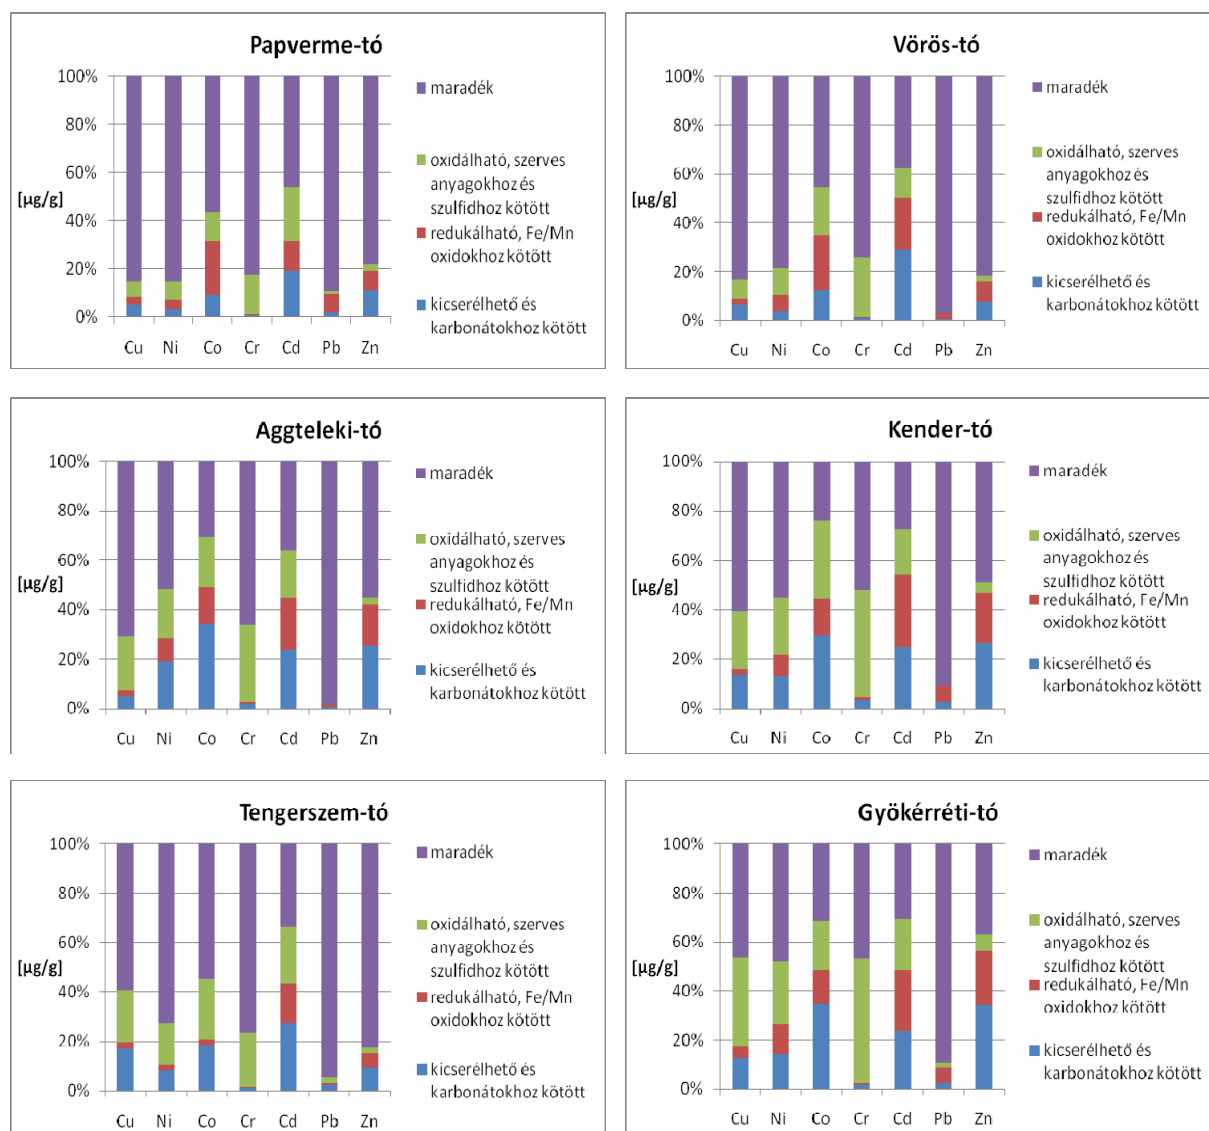 Papverme-tó
100%
80%
60%
40%
20%
0%
[µg/g]
Cu Ni Co Cr Cd Pb Zn
maradék
oxidálható, szerves
anyagokhoz és
szulfidhoz kötött
redukálható, Fe/Mn
oxidokhoz kötött
kicserélhető és
karbonátokhoz kötött
Vörös-tó
100%
80%
60%
40%
20%
0%
[µg/g]
Cu Ni Co Cr Cd Pb Zn
maradék
oxidálható, szerves
anyagokhoz és
szulfidhoz kötött
redukálható, Fe/Mn
oxidokhoz kötött
kicserélhető és
karbonátokhoz kötött
Aggteleki-tó
100%
80%
60%
40%
20%
0%
[µg/g]
Cu Ni Co Cr Cd Pb Zn
maradék
oxidálható, szerves
anyagokhoz és
szulfidhoz kötött
redukálható, Fe/Mn
oxidokhoz kötött
kicserélhető és
karbonátokhoz kötött
Kender-tó
100%
80%
60%
40%
20%
0%
[µg/g]
Cu Ni Co Cr Cd Pb Zn
maradék
oxidálható, szerves
anyagokhoz és
szulfidhoz kötött
redukálható, Fe/Mn
oxidokhoz kötött
kicserélhető és
karbonátokhoz kötött
Tengerszem-tó
100%
80%
60%
40%
20%
0%
[µg/g]
Cu Ni Co Cr Cd Pb Zn
maradék
oxidálható, szerves
anyagokhoz és
szulfidhoz kötött
redukálható, Fe/Mn
oxidokhoz kötött
kicserélhető és
karbonátokhoz kötött
Gyökérréti-tó
100%
80%
60%
40%
20%
0%
[µg/g]
Cu Ni Co Cr Cd Pb Zn
maradék
oxidálható, szerves
anyagokhoz és
szulfidhoz kötött
redukálható, Fe/Mn
oxidokhoz kötött
kicserélhető és
karbonátokhoz kötött